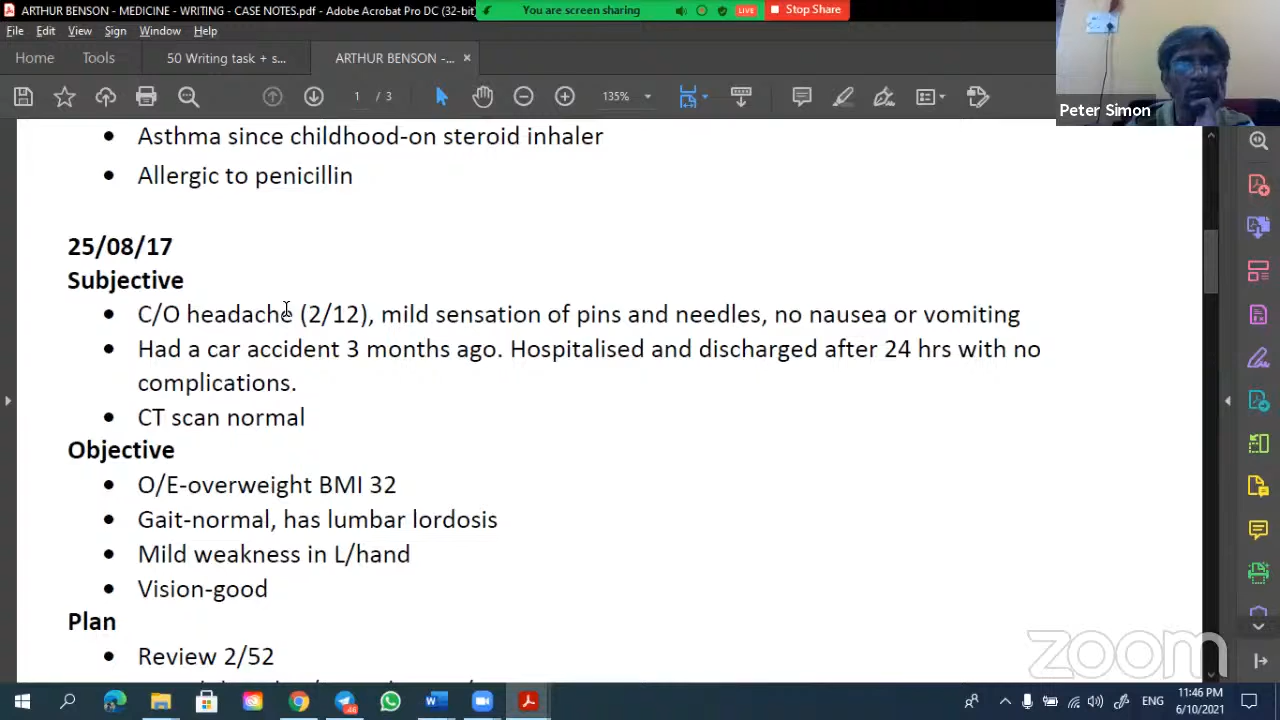 ARTHUR BENSON - MEDICINE - WRITING - CASE NOTES.pdf - Adobe Acrobat Pro DC (32-bit)
You are screen sharing
LIVE
Stop Share
File Edit View Sign Window Help
Home Tools 50 Writing task + s... ARTHUR BENSON -...
1 / 3 135%
Peter Simon
• Asthma since childhood-on steroid inhaler
• Allergic to penicillin
25/08/17
Subjective
• C/O headache (2/12), mild sensation of pins and needles, no nausea or vomiting
• Had a car accident 3 months ago. Hospitalised and discharged after 24 hrs with no
complications.
• CT scan normal
Objective
• O/E-overweight BMI 32
• Gait-normal, has lumbar lordosis
• Mild weakness in L/hand
• Vision-good
Plan
• Review 2/52
zoom
ENG
11:46 PM
6/10/2021